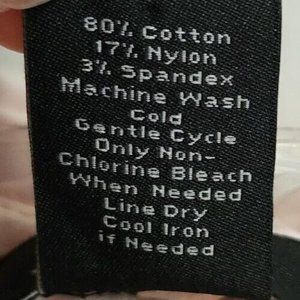 80% Cotton
17% Nylon
3% Spandex
Machine Wash
Cold
Gentle Cycle
Only Non-
Chlorine Bleach
When Needed
Line Dry
Cool Iron
if Needed